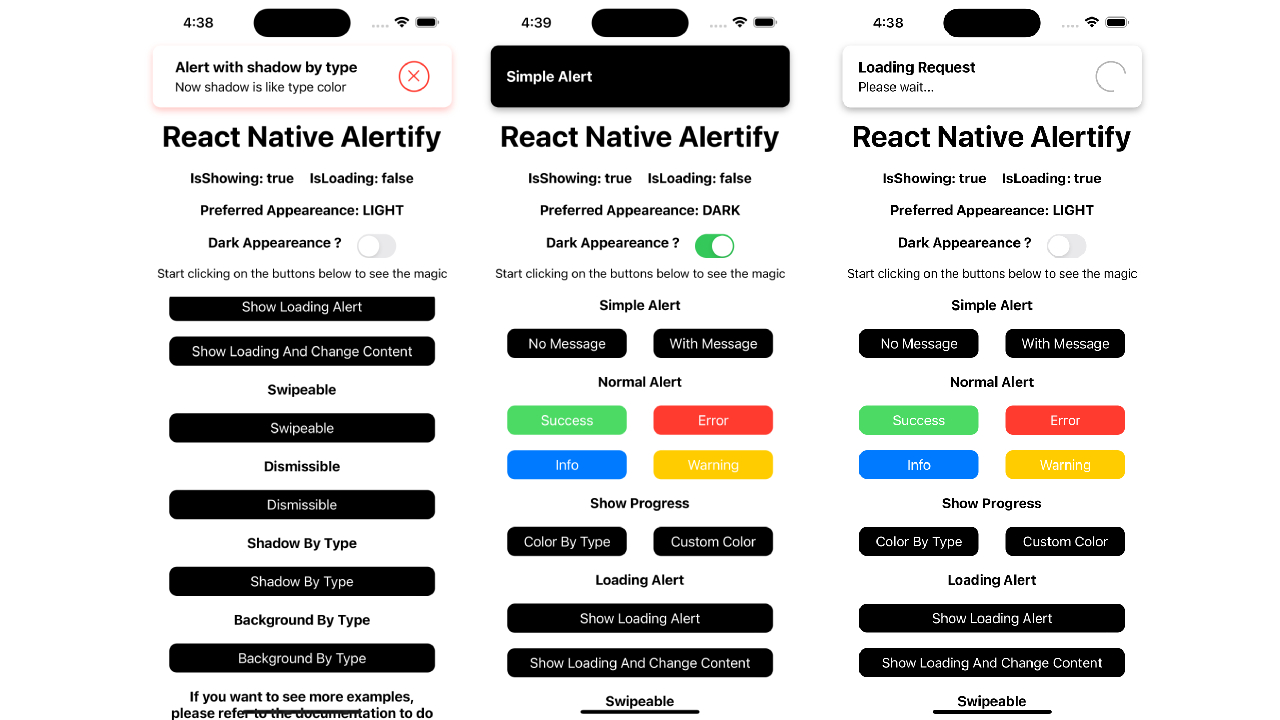 4:38
Alert with shadow by type
Now shadow is like type color
React Native Alertify
IsShowing: true IsLoading: false
Preferred Appeareance: LIGHT
Dark Appeareance ?
Start clicking on the buttons below to see the magic
Show Loading Alert
Show Loading And Change Content
Swipeable
Swipeable
Dismissible
Dismissible
Shadow By Type
Shadow By Type
Background By Type
Background By Type
If you want to see more examples,
please refer to the documentation to do
4:39
Simple Alert
React Native Alertify
IsShowing: true IsLoading: false
Preferred Appeareance: DARK
Dark Appeareance ?
Start clicking on the buttons below to see the magic
Simple Alert
No Message With Message
Normal Alert
Success Error
Info Warning
Show Progress
Color By Type Custom Color
Loading Alert
Show Loading Alert
Show Loading And Change Content
Swipeable
4:38
Loading Request
Please wait...
React Native Alertify
IsShowing: true IsLoading: true
Preferred Appeareance: LIGHT
Dark Appeareance ?
Start clicking on the buttons below to see the magic
Simple Alert
No Message With Message
Normal Alert
Success Error
Info Warning
Show Progress
Color By Type Custom Color
Loading Alert
Show Loading Alert
Show Loading And Change Content
Swipeable